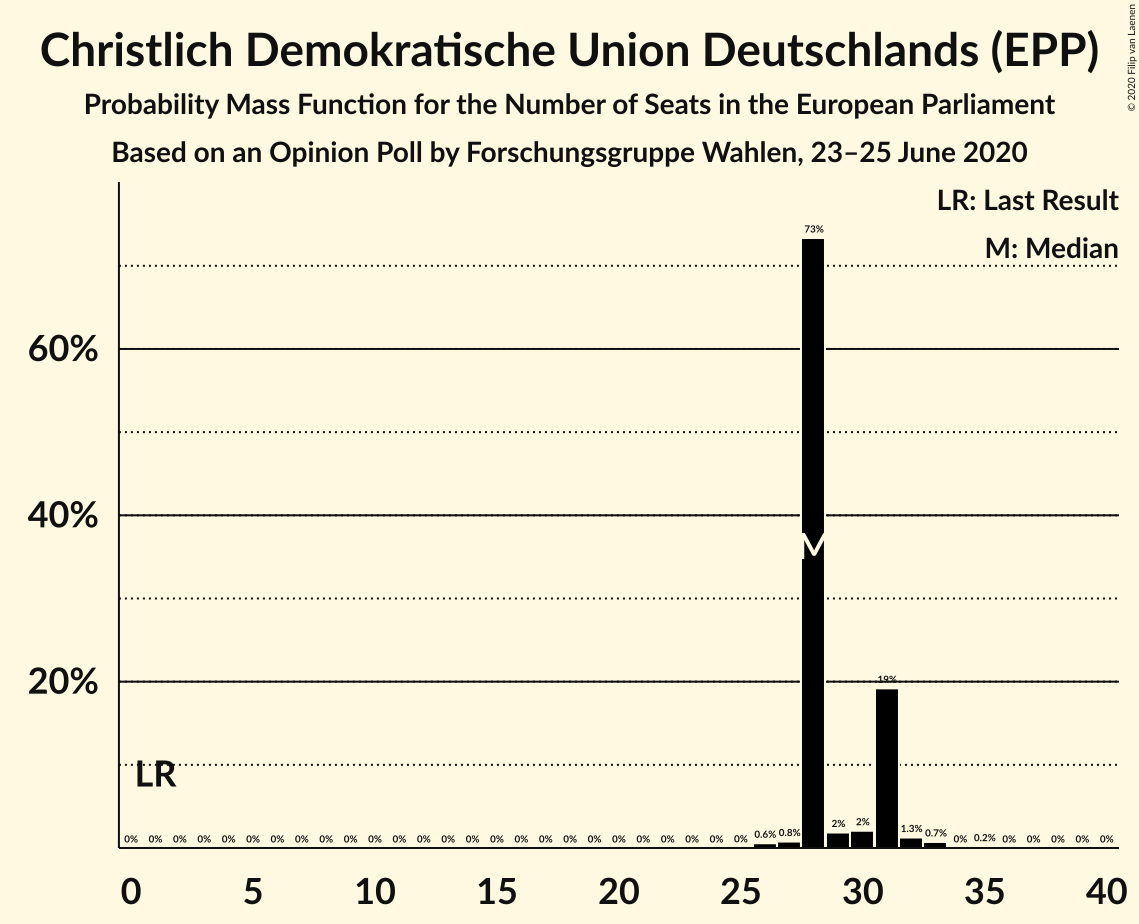 Christlich Demokratische Union Deutschlands (EPP)
Probability Mass Function for the Number of Seats in the European Parliament
Based on an Opinion Poll by Forschungsgruppe Wahlen, 23–25 June 2020
© 2020 Filip van Laenen
LR: Last Result
M: Median
73%
60%
40%
M
20%
19%
LR
0% 0% 0% 0% 0% 0% 0% 0% 0% 0% 0% 0% 0% 0% 0% 0% 0% 0% 0% 0% 0% 0% 0% 0% 0% 0% 0.6% 0.8% 2% 2% 1.3% 0.7% 0% 0.2% 0% 0% 0% 0% 0%
0 5 10 15 20 25 30 35 40